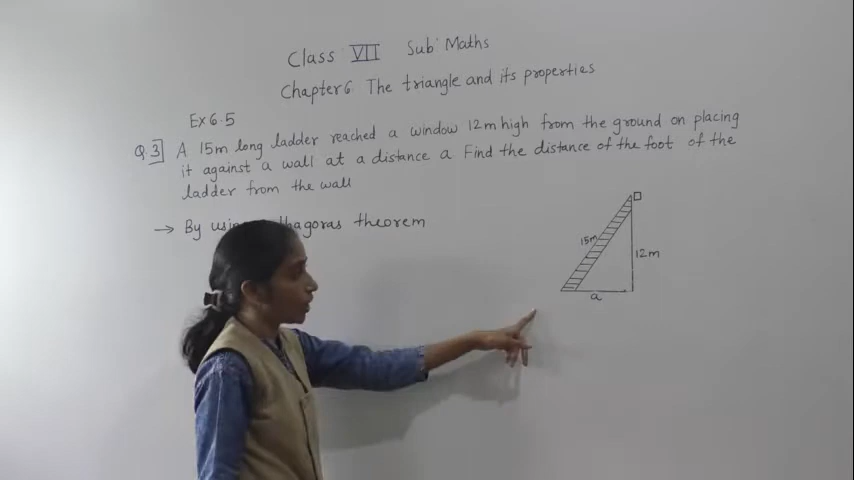 Class VII Sub: Maths
Chapter 6 The triangle and its properties
Ex 6.5
Q.3] A 15m long ladder reached a window 12m high from the ground on placing
it against a wall at a distance a Find the distance of the foot of the
ladder from the wall
→ By using thagoras theorem
15m
12m
a